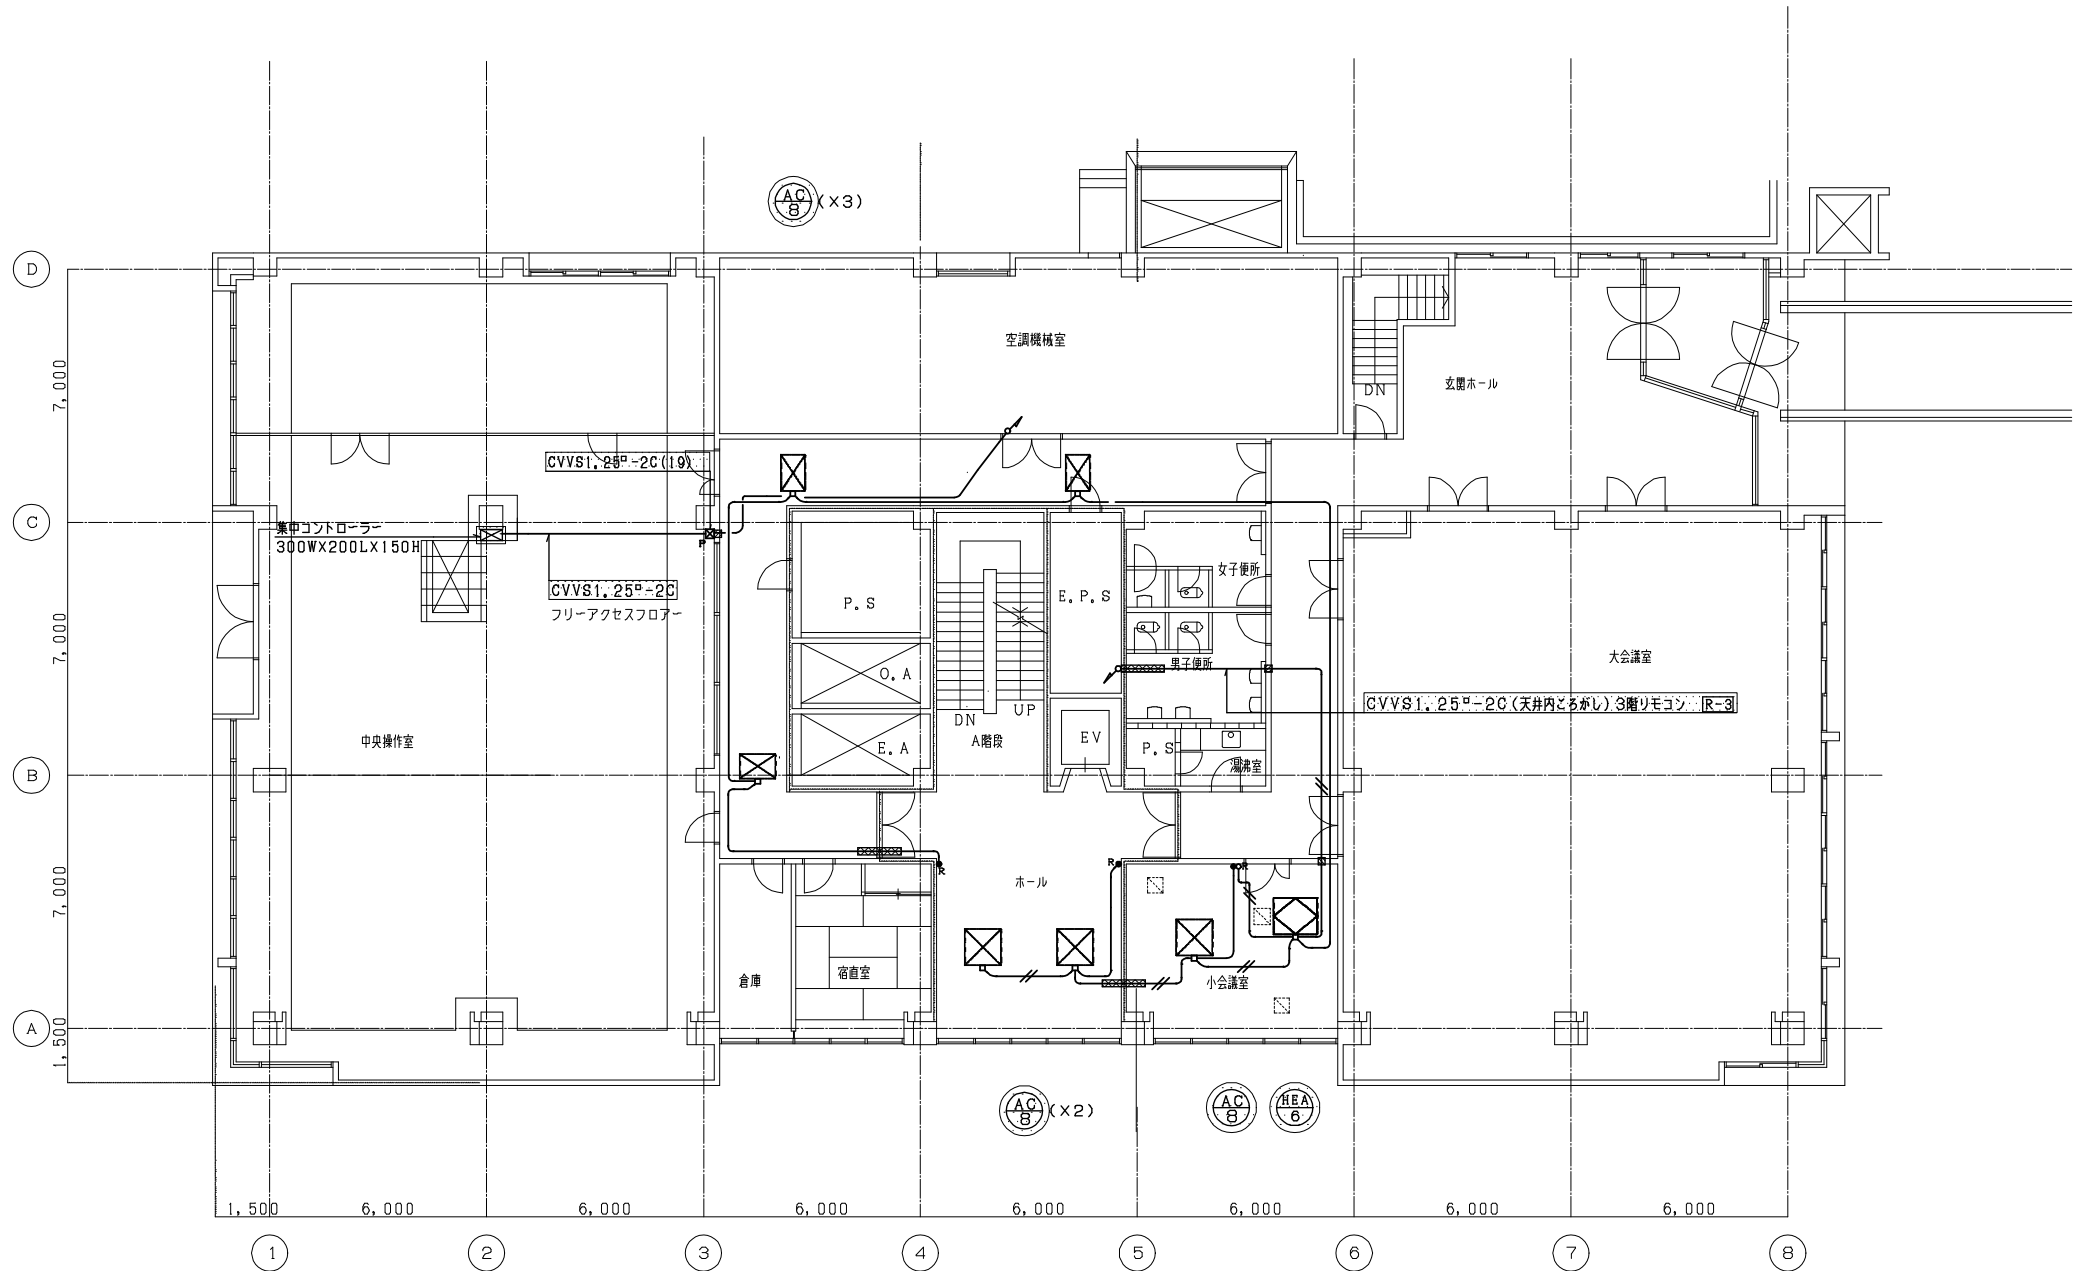 AC
8
(X3)
D
空調機械室
7,000
DN
玄関ホール
CVVS1.25□-2C(19)
C
集中コントローラー
300WX200LX150H
P
CVVS1.25□-2C
フリーアクセスフロアー
P.S
E.P.S
女子便所
7,000
男子便所
大会議室
O.A
CVVS1.25□-2C(天井内ころがし)3階リモコン R-3
DN
UP
中央操作室
A階段
E.A
EV
P.S
湯沸室
B
R
R
R
7,000
ホール
倉庫
宿直室
小会議室
A
1,500
AC
8
(X2)
AC
8
HEA
6
1,500
6,000
6,000
6,000
6,000
6,000
6,000
6,000
1
2
3
4
5
6
7
8